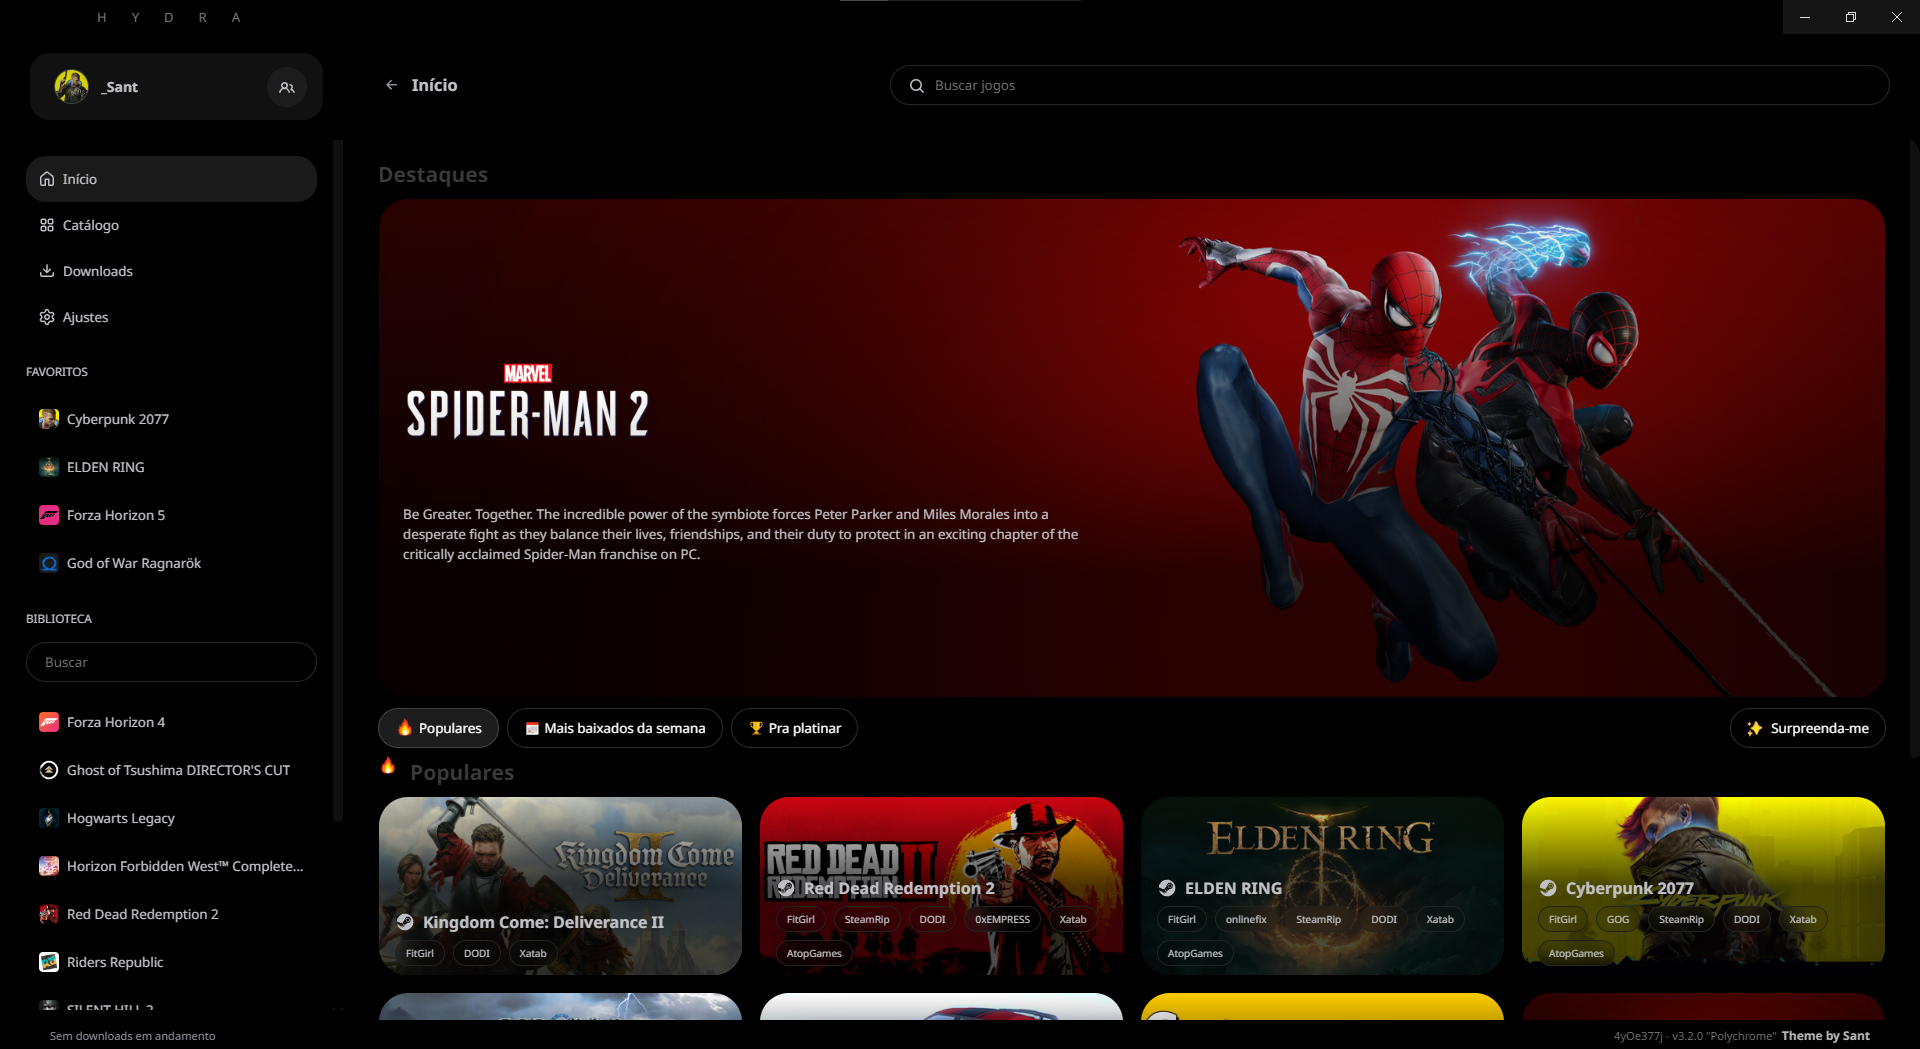 H Y D R A
_Sant
Início
Buscar jogos
Início
Catálogo
Downloads
Ajustes
FAVORITOS
Cyberpunk 2077
ELDEN RING
Forza Horizon 5
God of War Ragnarök
BIBLIOTECA
Buscar
Forza Horizon 4
Ghost of Tsushima DIRECTOR'S CUT
Hogwarts Legacy
Horizon Forbidden West™ Complete...
Red Dead Redemption 2
Riders Republic
SILENT HILL 2
Destaques
MARVEL
SPIDER-MAN 2
Be Greater. Together. The incredible power of the symbiote forces Peter Parker and Miles Morales into a
desperate fight as they balance their lives, friendships, and their duty to protect in an exciting chapter of the
critically acclaimed Spider-Man franchise on PC.
Populares
Mais baixados da semana
Pra platinar
Surpreenda-me
Populares
Kingdom Come
Deliverance II
Kingdom Come: Deliverance II
FitGirl DODI Xatab
RED DEAD
REDEMPTION II
Red Dead Redemption 2
FitGirl SteamRip DODI 0xEMPRESS Xatab
AtopGames
ELDEN RING
ELDEN RING
FitGirl onlinefix SteamRip DODI Xatab
AtopGames
Cyberpunk 2077
CYBERPUNK
FitGirl GOG SteamRip DODI Xatab
AtopGames
Sem downloads em andamento
4yOe377j - v3.2.0 "Polychrome" Theme by Sant